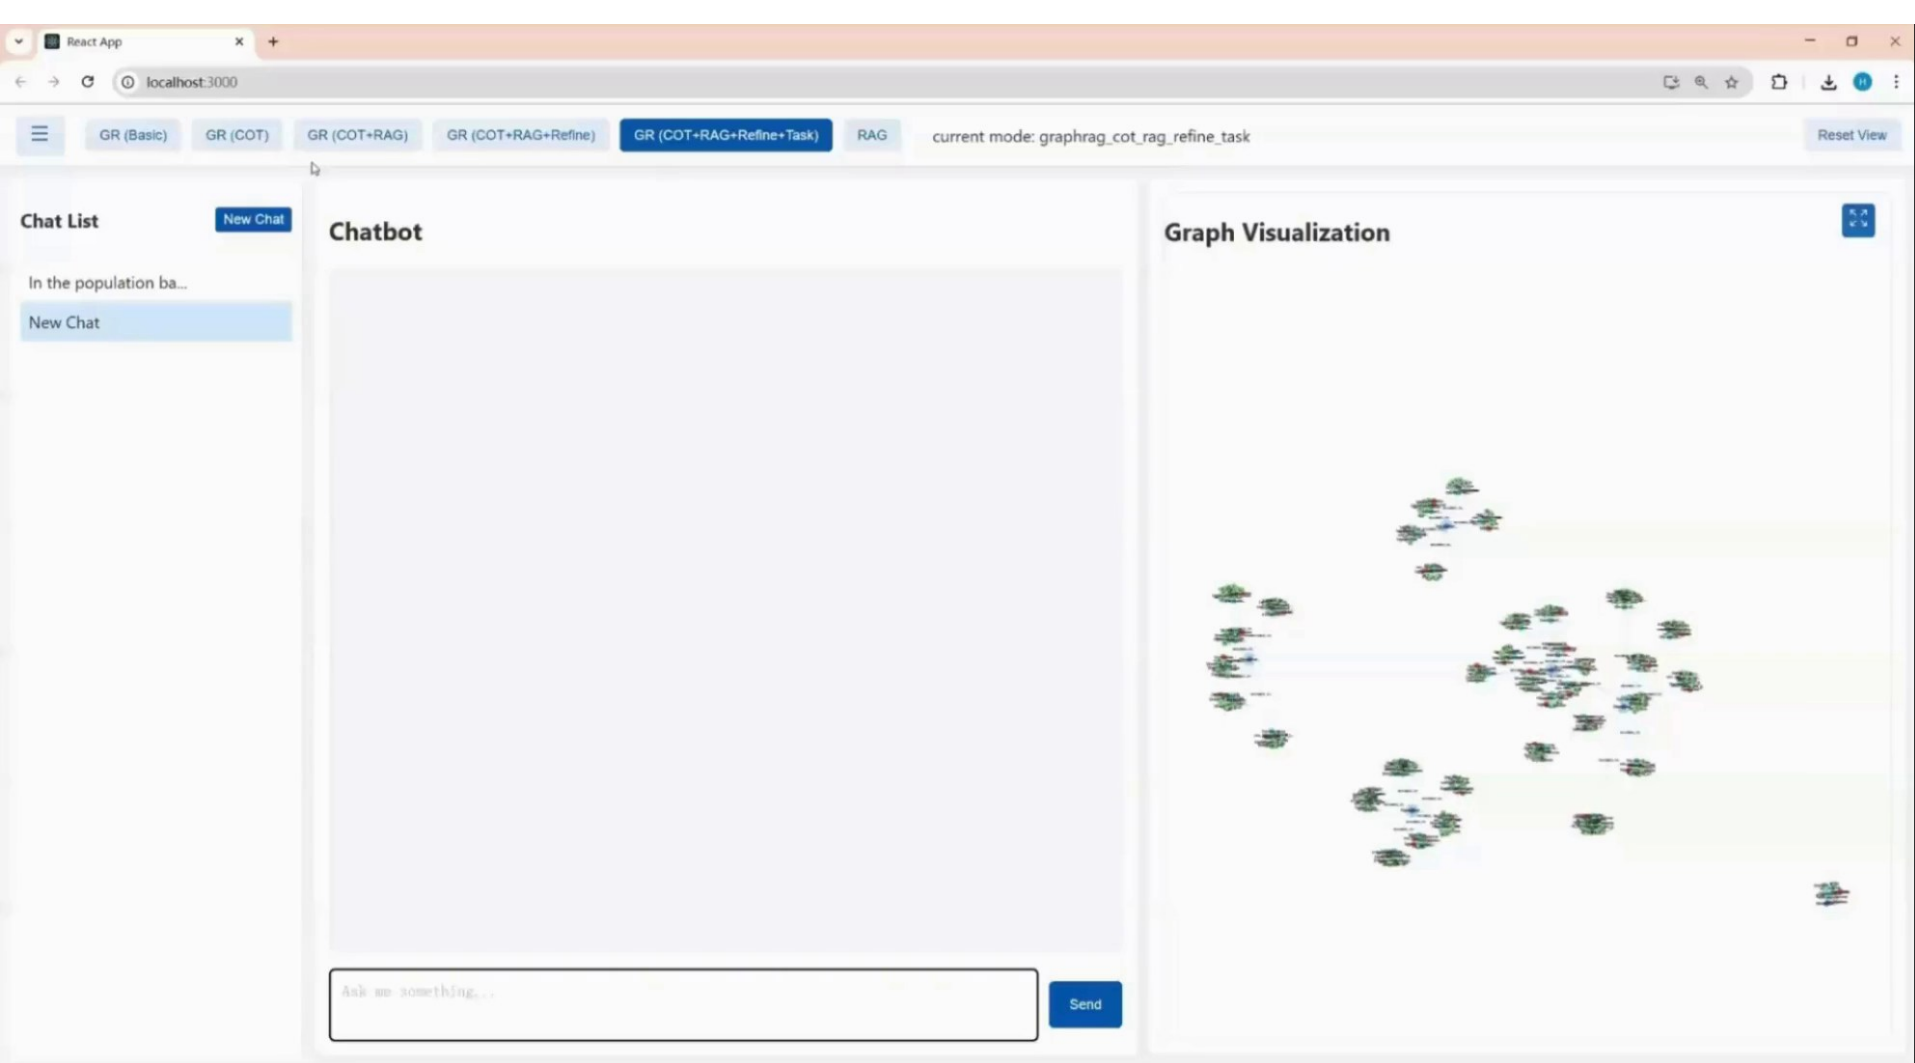 React App
localhost:3000
GR (Basic)
GR (COT)
GR (COT+RAG)
GR (COT+RAG+Refine)
GR (COT+RAG+Refine+Task)
RAG
current mode: graphrag_cot_rag_refine_task
Reset View
Chat List
New Chat
In the population ba...
New Chat
Chatbot
Ask me something...
Send
Graph Visualization